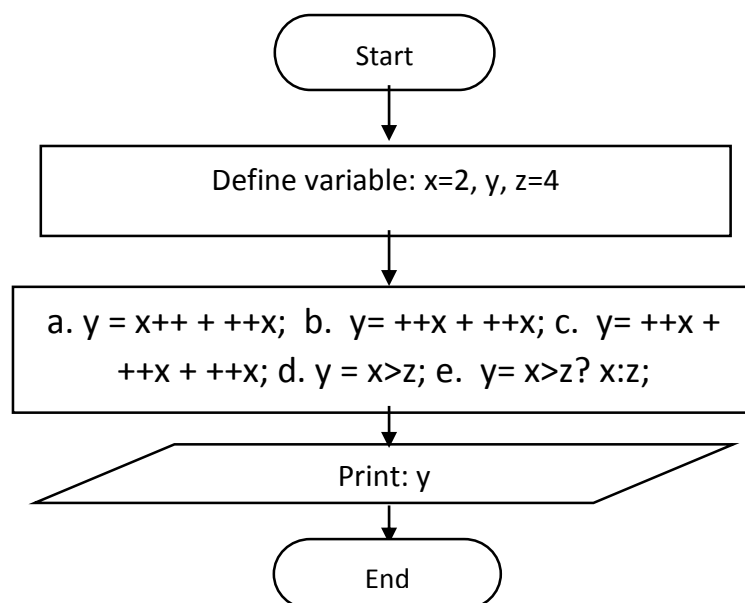 Start
Define variable: x=2, y, z=4
a. y = x++ + ++x;  b.  y= ++x + ++x; c.  y= ++x +
++x + ++x; d. y = x>z; e.  y= x>z? x:z;
Print: y
End